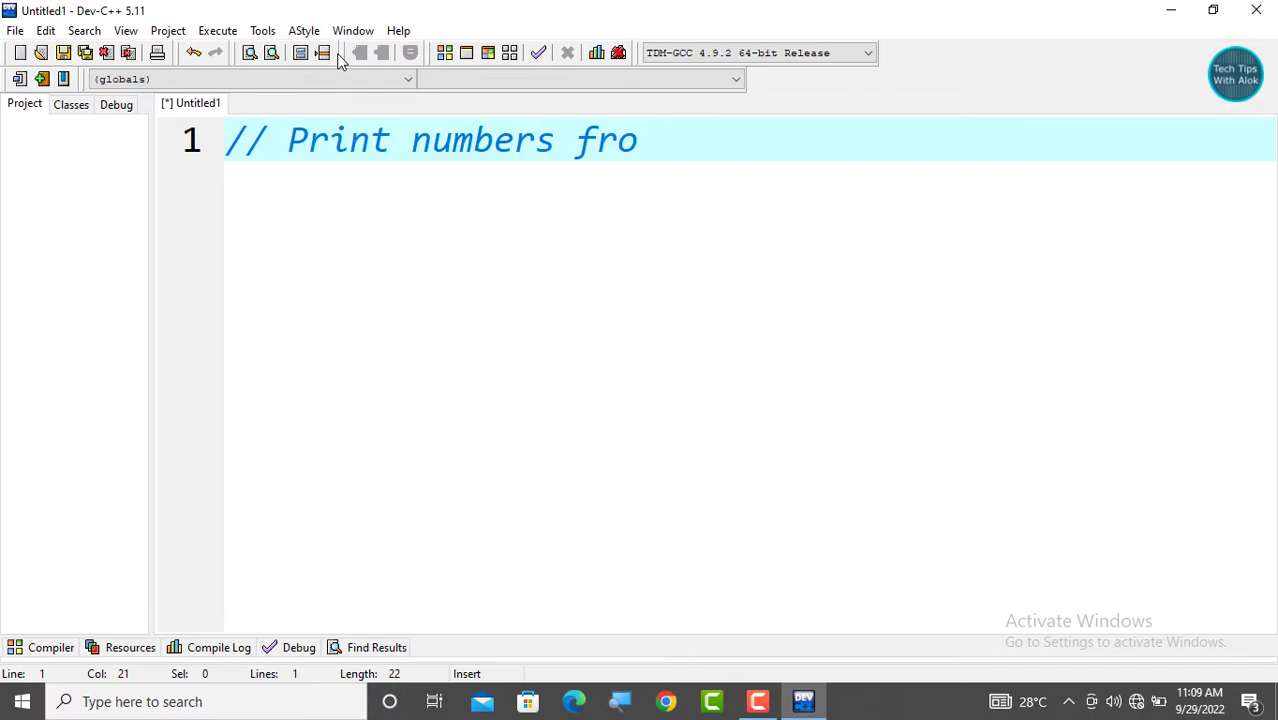 Untitled1 - Dev-C++ 5.11
File Edit Search View Project Execute Tools AStyle Window Help
TDM-GCC 4.9.2 64-bit Release
Tech Tips
With Alok
(globals)
Project Classes Debug [*] Untitled1
1 // Print numbers fro
Activate Windows
Go to Settings to activate Windows.
Compiler Resources Compile Log Debug Find Results
Line: 1 Col: 21 Sel: 0 Lines: 1 Length: 22 Insert
Type here to search
DEV
28°C
11:09 AM
9/29/2022
3